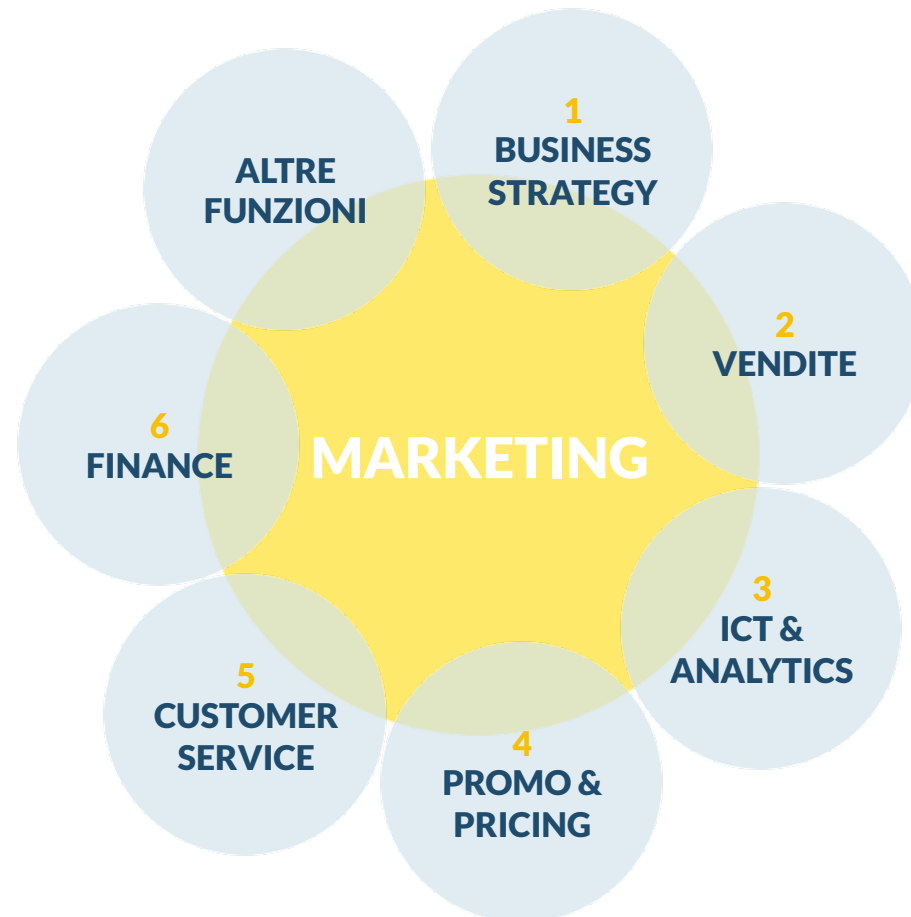 1
BUSINESS
STRATEGY
2
VENDITE
3
ICT &
ANALYTICS
4
PROMO &
PRICING
5
CUSTOMER
SERVICE
6
FINANCE
ALTRE
FUNZIONI
MARKETING